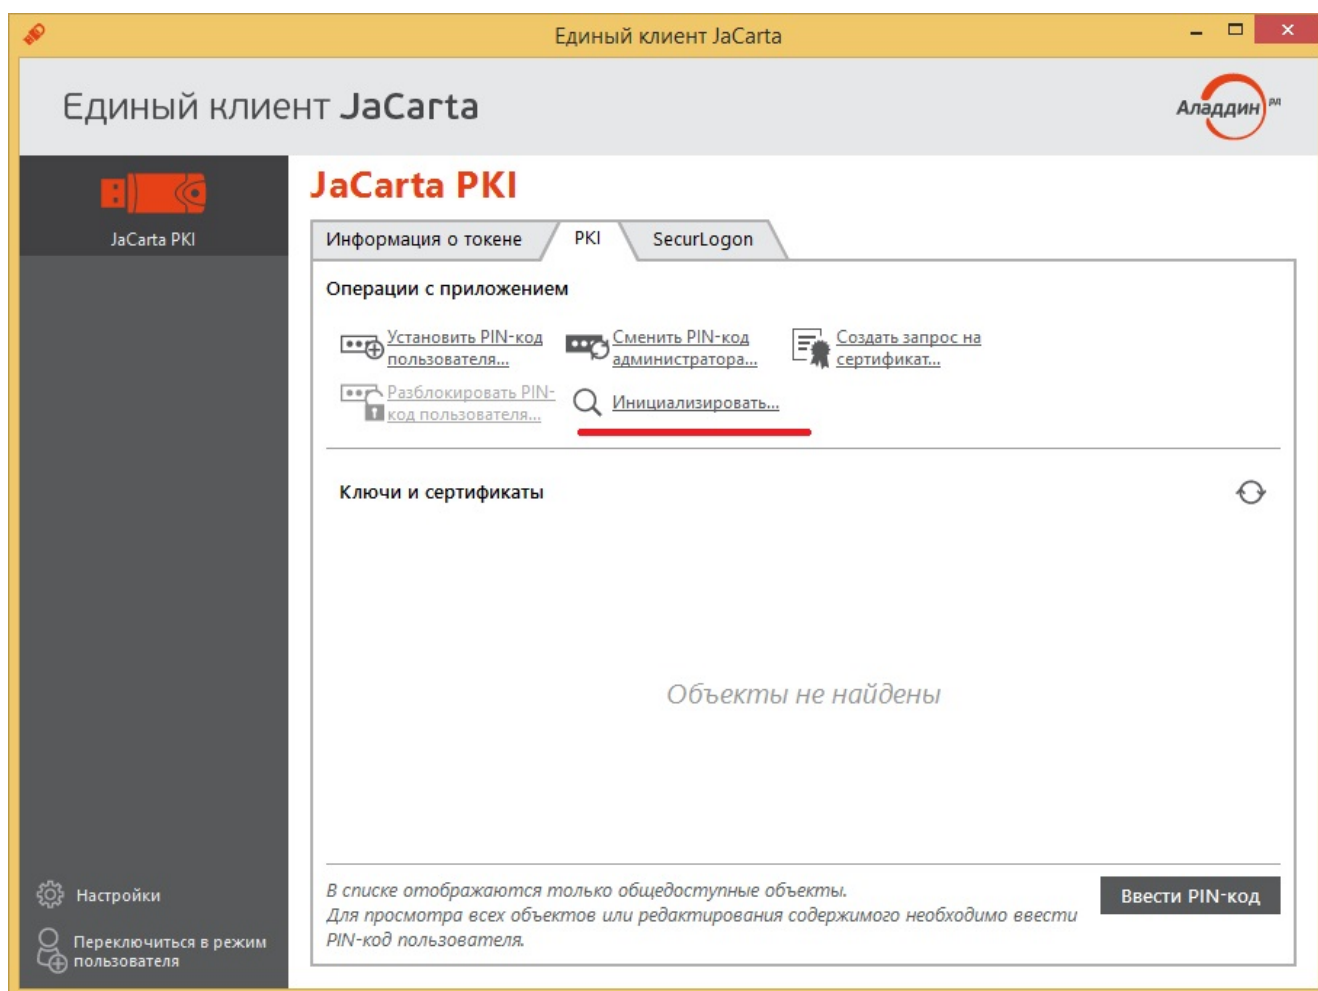 Единый клиент JaCarta
Единый клиент JaCarta
Аладдин РД
JaCarta PKI
JaCarta PKI
Информация о токене
PKI
SecurLogon
Операции с приложением
Установить PIN-код
пользователя...
Сменить PIN-код
администратора...
Создать запрос на
сертификат...
Разблокировать PIN-
код пользователя...
Инициализировать...
Ключи и сертификаты
Объекты не найдены
В списке отображаются только общедоступные объекты.
Для просмотра всех объектов или редактирования содержимого необходимо ввести
PIN-код пользователя.
Ввести PIN-код
Настройки
Переключиться в режим
пользователя